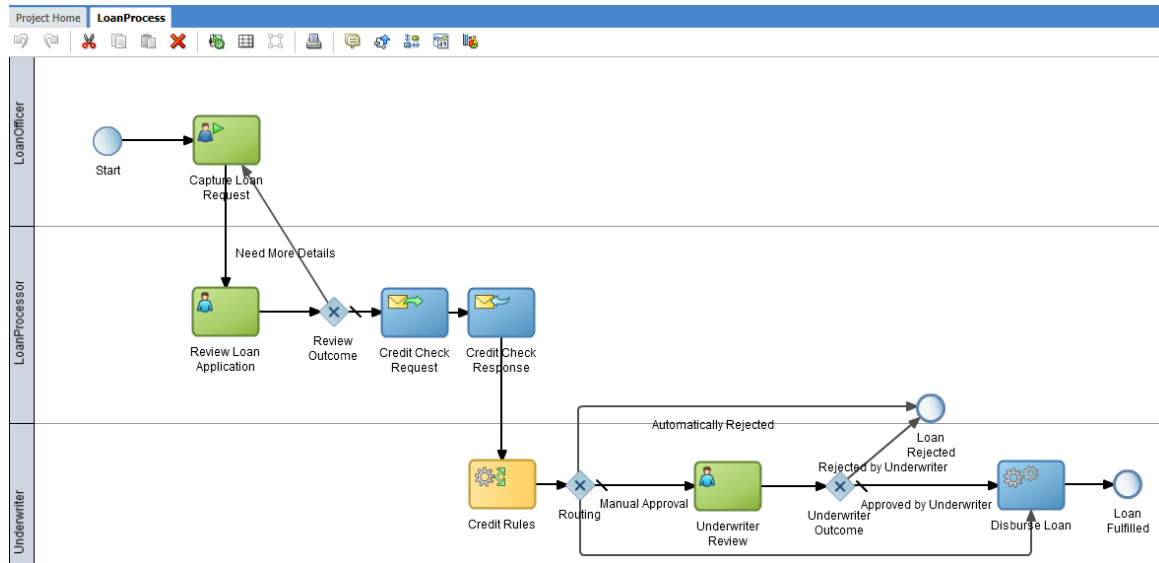 Project Home
LoanProcess
LoanOfficer
Start
Capture Loan
Request
Need More Details
LoanProcessor
Review Loan
Application
Review
Outcome
Credit Check
Request
Credit Check
Response
Automatically Rejected
Loan
Rejected
Underwriter
Credit Rules
Routing
Manual Approval
Underwriter
Review
Rejected by Underwriter
Underwriter
Outcome
Approved by Underwriter
Disburse Loan
Loan
Fulfilled